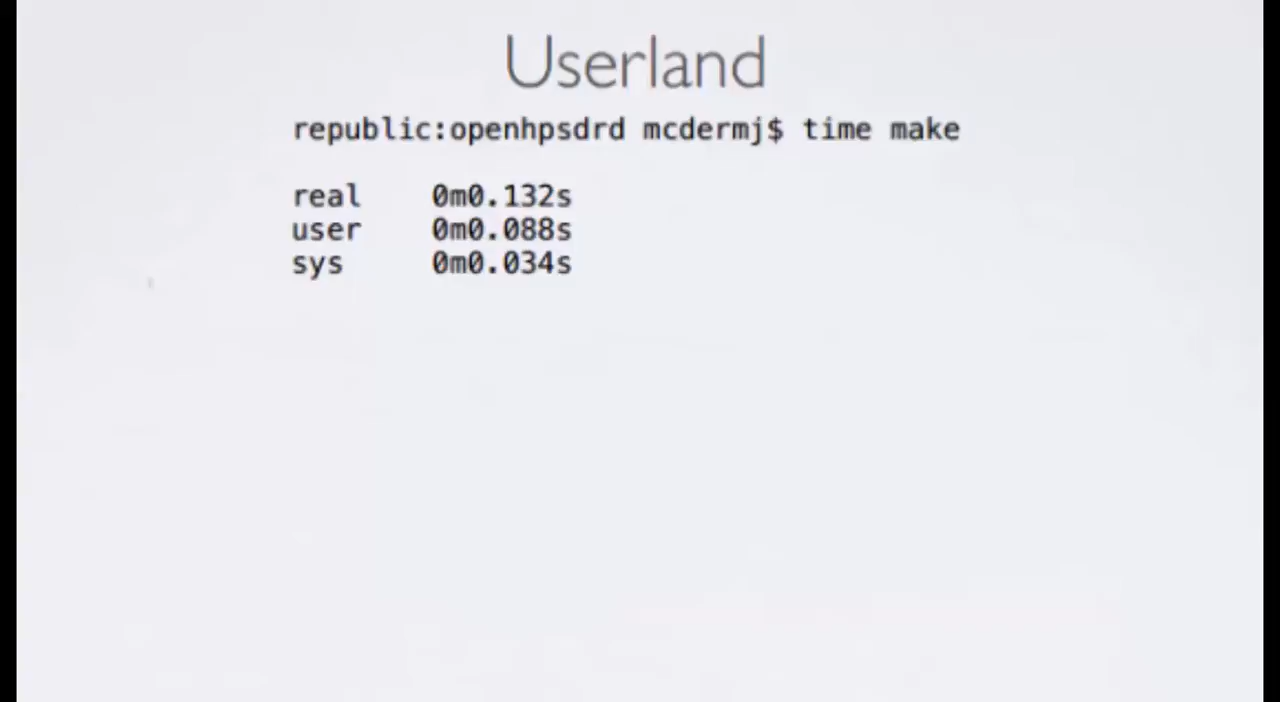 Userland
republic:openhpsdrd mcdermj$ time make
real 0m0.132s
user 0m0.088s
sys 0m0.034s